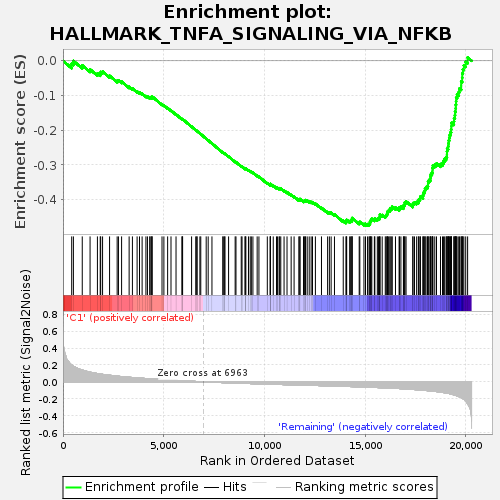 Enrichment plot:
HALLMARK_TNFA_SIGNALING_VIA_NFKB
Enrichment score (ES)
0.0
-0.1
-0.2
-0.3
-0.4
Ranked list metric (Signal2Noise)
0.8
0.6
0.4
0.2
0.0
-0.2
-0.4
-0.6
'C1' (positively correlated)
Zero cross at 6963
'Remaining' (negatively correlated)
0
5,000
10,000
15,000
20,000
Rank in Ordered Dataset
Enrichment profile
Hits
Ranking metric scores